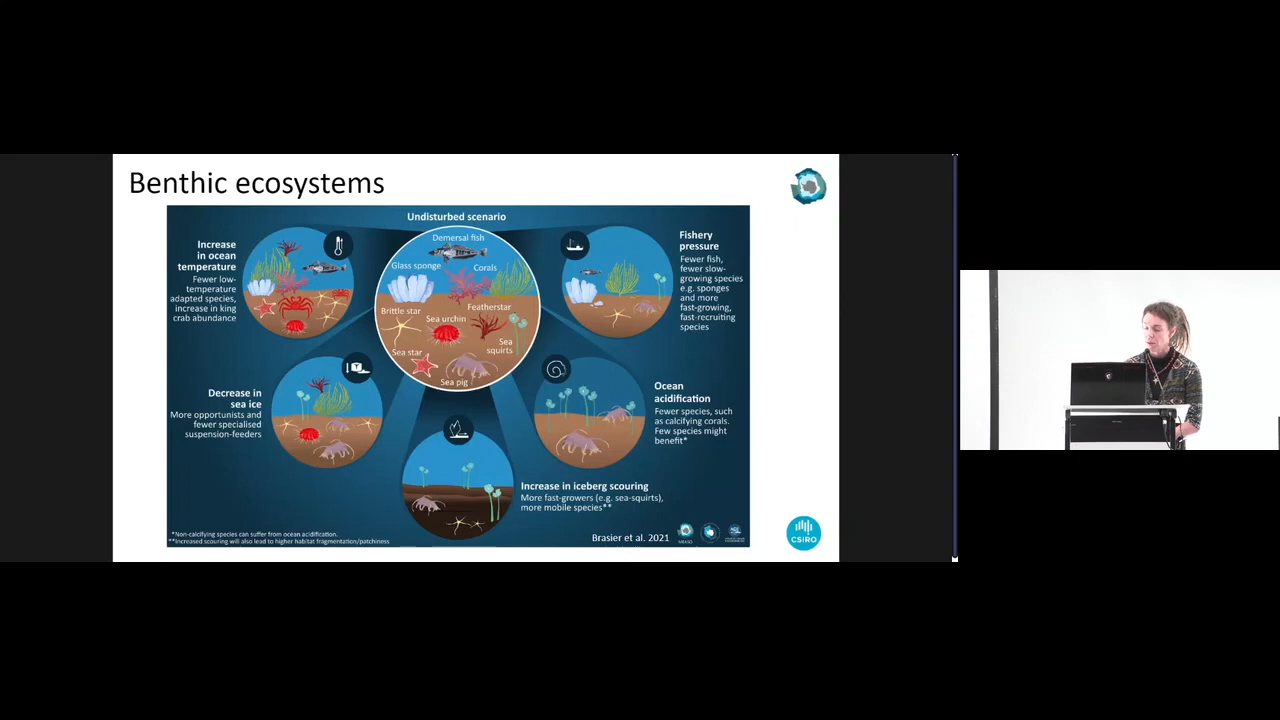 Benthic ecosystems
Undisturbed scenario
Increase
in ocean
temperature
Fewer low-
temperature
adapted species,
increase in king
crab abundance
Demersal fish
Glass sponge
Corals
Brittle star
Featherstar
Sea urchin
Sea
squirts
Sea star
Sea pig
Fishery
pressure
Fewer fish,
fewer slow-
growing species
e.g. sponges
and more
fast-growing,
fast-recruiting
species
Decrease in
sea ice
More opportunists and
fewer specialised
suspension-feeders
Ocean
acidification
Fewer species, such
as calcifying corals.
Few species might
benefit*
Increase in iceberg scouring
More fast-growers (e.g. sea-squirts),
more mobile species**
*Non-calcifying species can suffer from ocean acidification.
**Increased scouring will also lead to higher habitat fragmentation/patchiness
Brasier et al. 2021
CSIRO